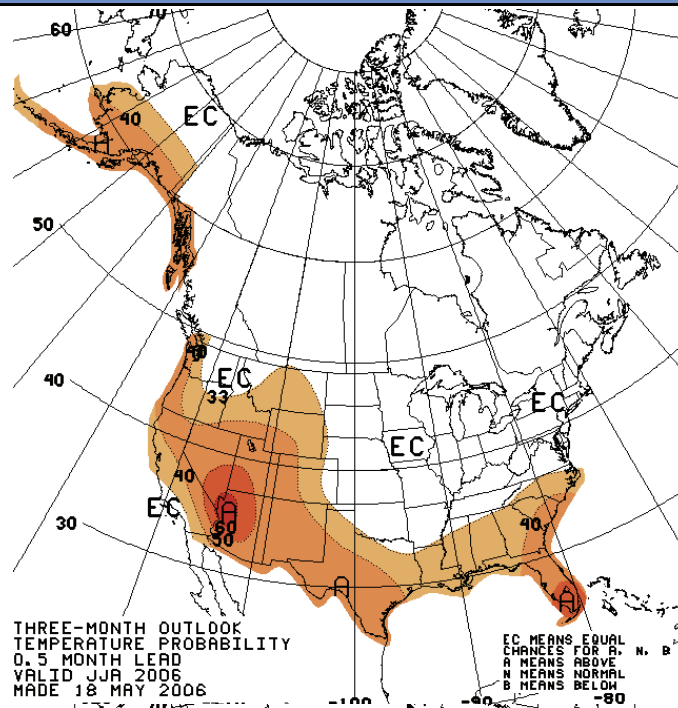 70
60
40
EC
A
50
40
EC
33
40
EC
EC
40
EC
A
60
50
40
30
A
A
THREE-MONTH OUTLOOK
TEMPERATURE PROBABILITY
0.5 MONTH LEAD
VALID JJA 2006
MADE 18 MAY 2006
EC MEANS EQUAL
CHANCES FOR A, N, B
A MEANS ABOVE
N MEANS NORMAL
B MEANS BELOW
-100
-90
-80